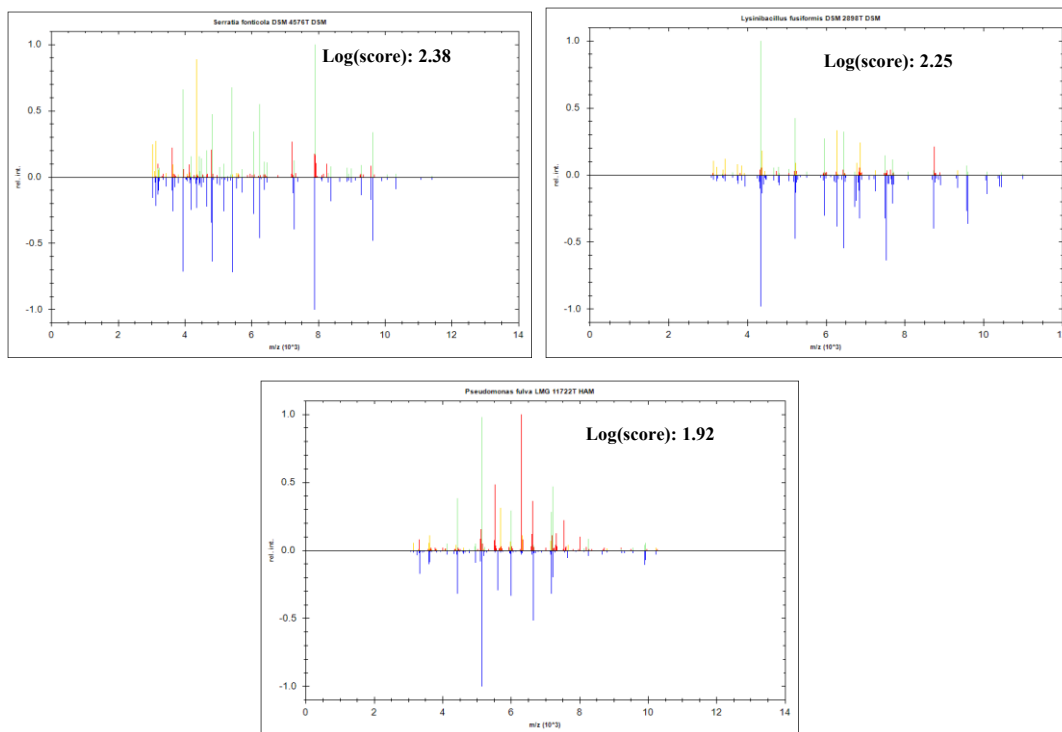 Serratia fonticola DSM 4576T DSM
Log(score): 2.38
1.0
0.5
0.0
-0.5
-1.0
rel. int.
0 2 4 6 8 10 12 14
m/z (10^3)
Lysinibacillus fusiformis DSM 2898T DSM
Log(score): 2.25
1.0
0.5
0.0
-0.5
-1.0
rel. int.
0 2 4 6 8 10 12
m/z (10^3)
Pseudomonas fulva LMG 11722T HAM
Log(score): 1.92
1.0
0.5
0.0
-0.5
-1.0
rel. int.
0 2 4 6 8 10 12 14
m/z (10^3)